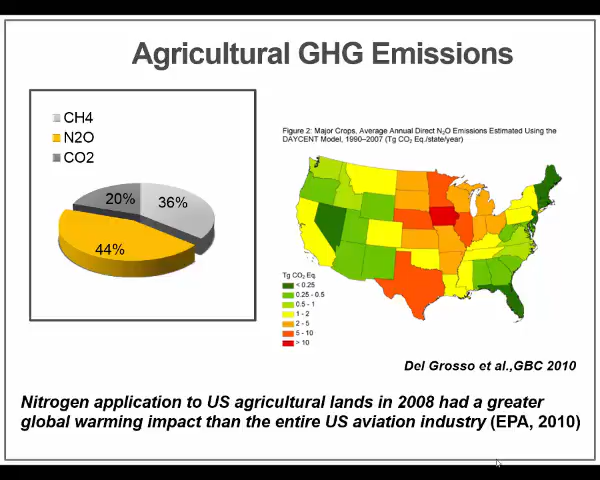 Agricultural GHG Emissions
CH4
N2O
CO2
20%
36%
44%
Figure 2: Major Crops, Average Annual Direct N₂O Emissions Estimated Using the
DAYCENT Model, 1990–2007 (Tg CO₂ Eq./state/year)
Tg CO₂ Eq.
< 0.25
0.25 - 0.5
0.5 - 1
1 - 2
2 - 5
5 - 10
> 10
Del Grosso et al.,GBC 2010
Nitrogen application to US agricultural lands in 2008 had a greater
global warming impact than the entire US aviation industry (EPA, 2010)